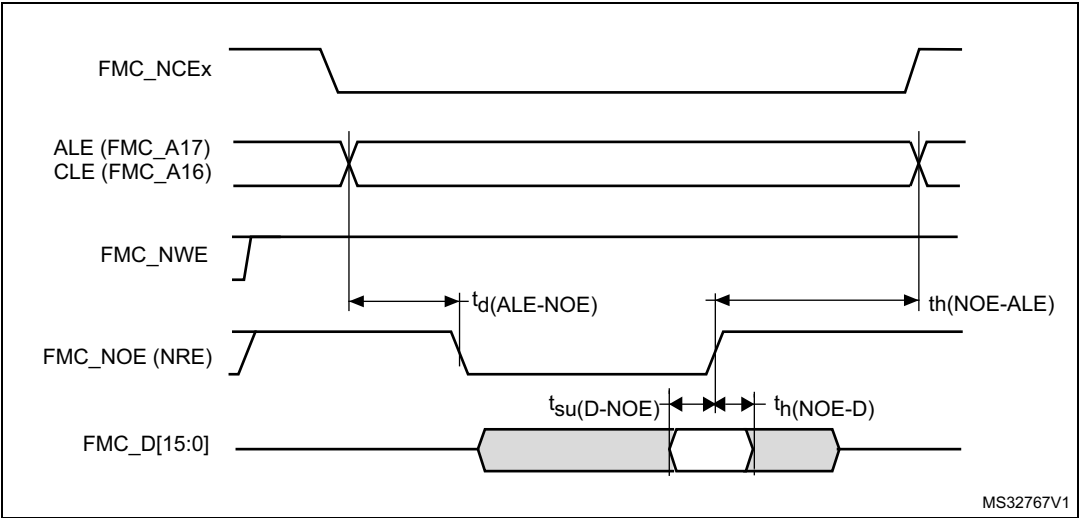 FMC_NCEx
ALE (FMC_A17)
CLE (FMC_A16)
FMC_NWE
td(ALE-NOE)
th(NOE-ALE)
FMC_NOE (NRE)
tsu(D-NOE)
th(NOE-D)
FMC_D[15:0]
MS32767V1